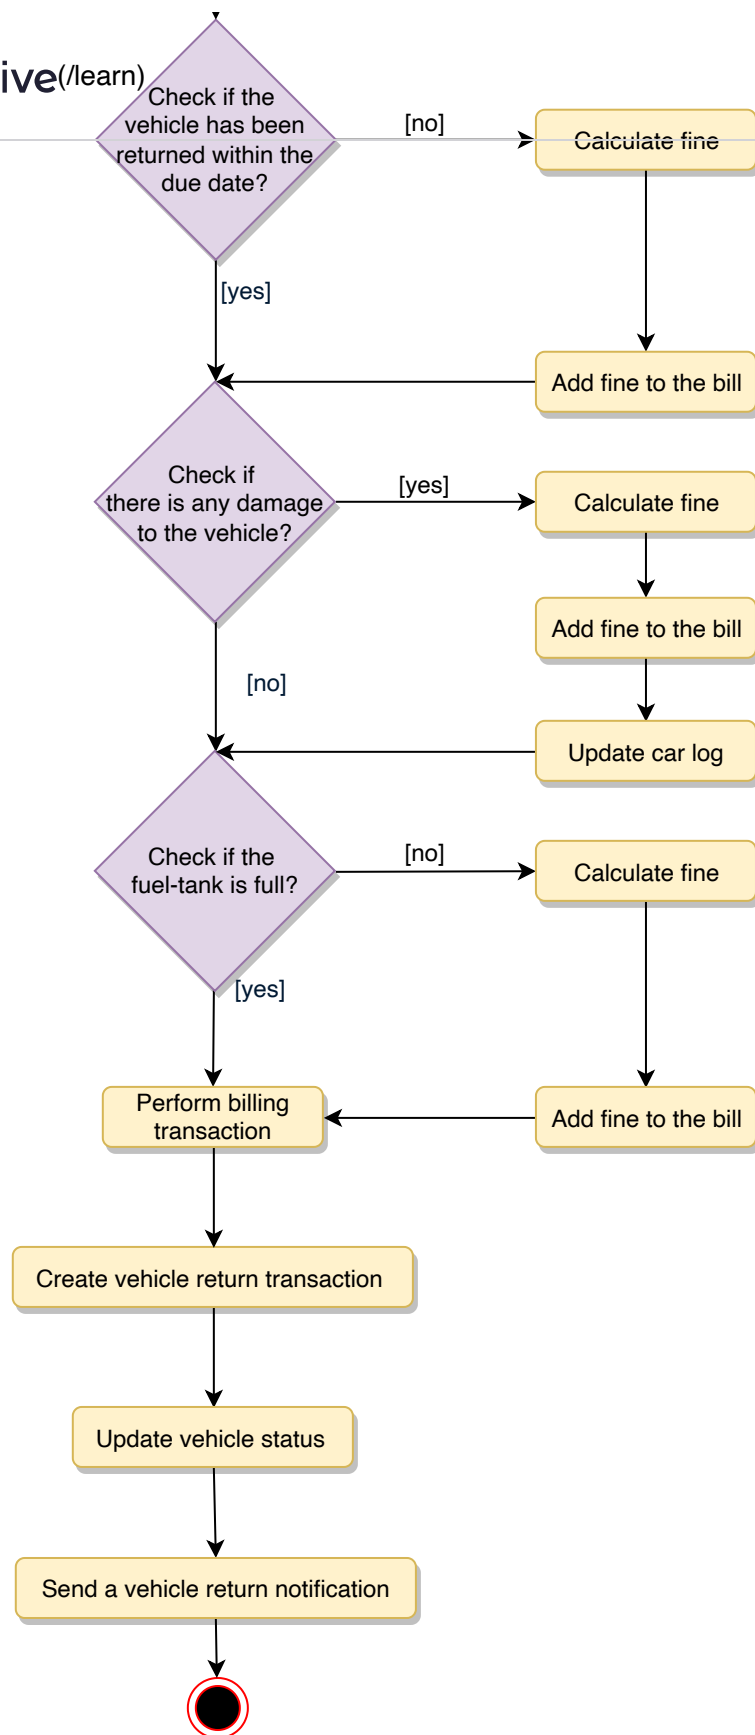 ive(/learn)
Check if the
vehicle has been
returned within the
due date?
[no]
Calculate fine
[yes]
Add fine to the bill
Check if
there is any damage
to the vehicle?
[yes]
Calculate fine
Add fine to the bill
[no]
Update car log
Check if the
fuel-tank is full?
[no]
Calculate fine
[yes]
Perform billing
transaction
Add fine to the bill
Create vehicle return transaction
Update vehicle status
Send a vehicle return notification